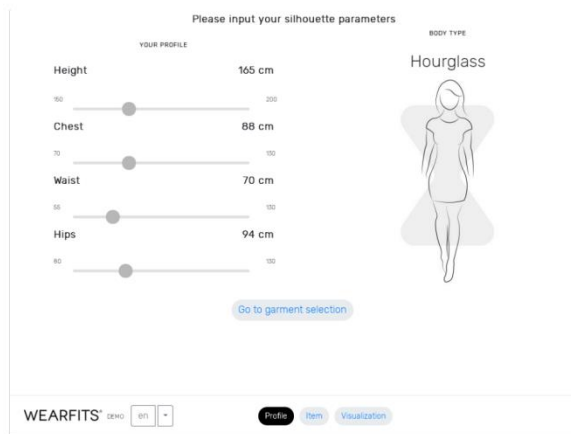 Please input your silhouette parameters
YOUR PROFILE
BODY TYPE
Hourglass
Height 165 cm
150 200
Chest 88 cm
70 150
Waist 70 cm
55 130
Hips 94 cm
80 130
Go to garment selection
WEARFITS® DEMO en
Profile Item Visualization